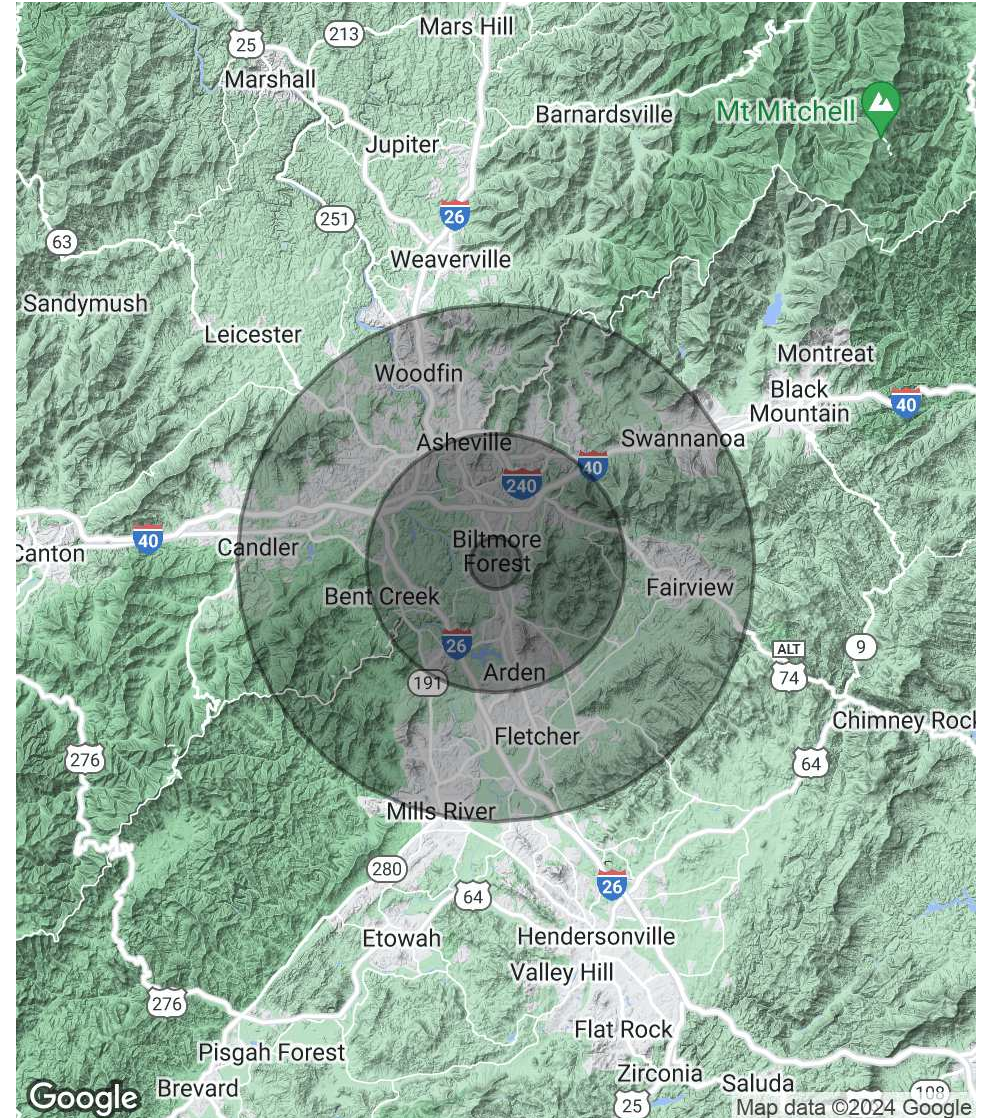 Mars Hill
213
25
Marshall
Barnardsville
Mt Mitchell
Jupiter
26
251
63
Weaverville
Sandymush
Leicester
Montreat
Woodfin
Black
Mountain
40
Asheville
Swannanoa
40
240
Biltmore
Forest
40
Canton
Candler
Fairview
Bent Creek
26
ALT
74
9
Arden
191
Chimney Rock
Fletcher
276
64
Mills River
280
26
64
Etowah
Hendersonville
Valley Hill
276
Flat Rock
Pisgah Forest
Zirconia
Saluda
Brevard
108
25
Google
Map data ©2024 Google